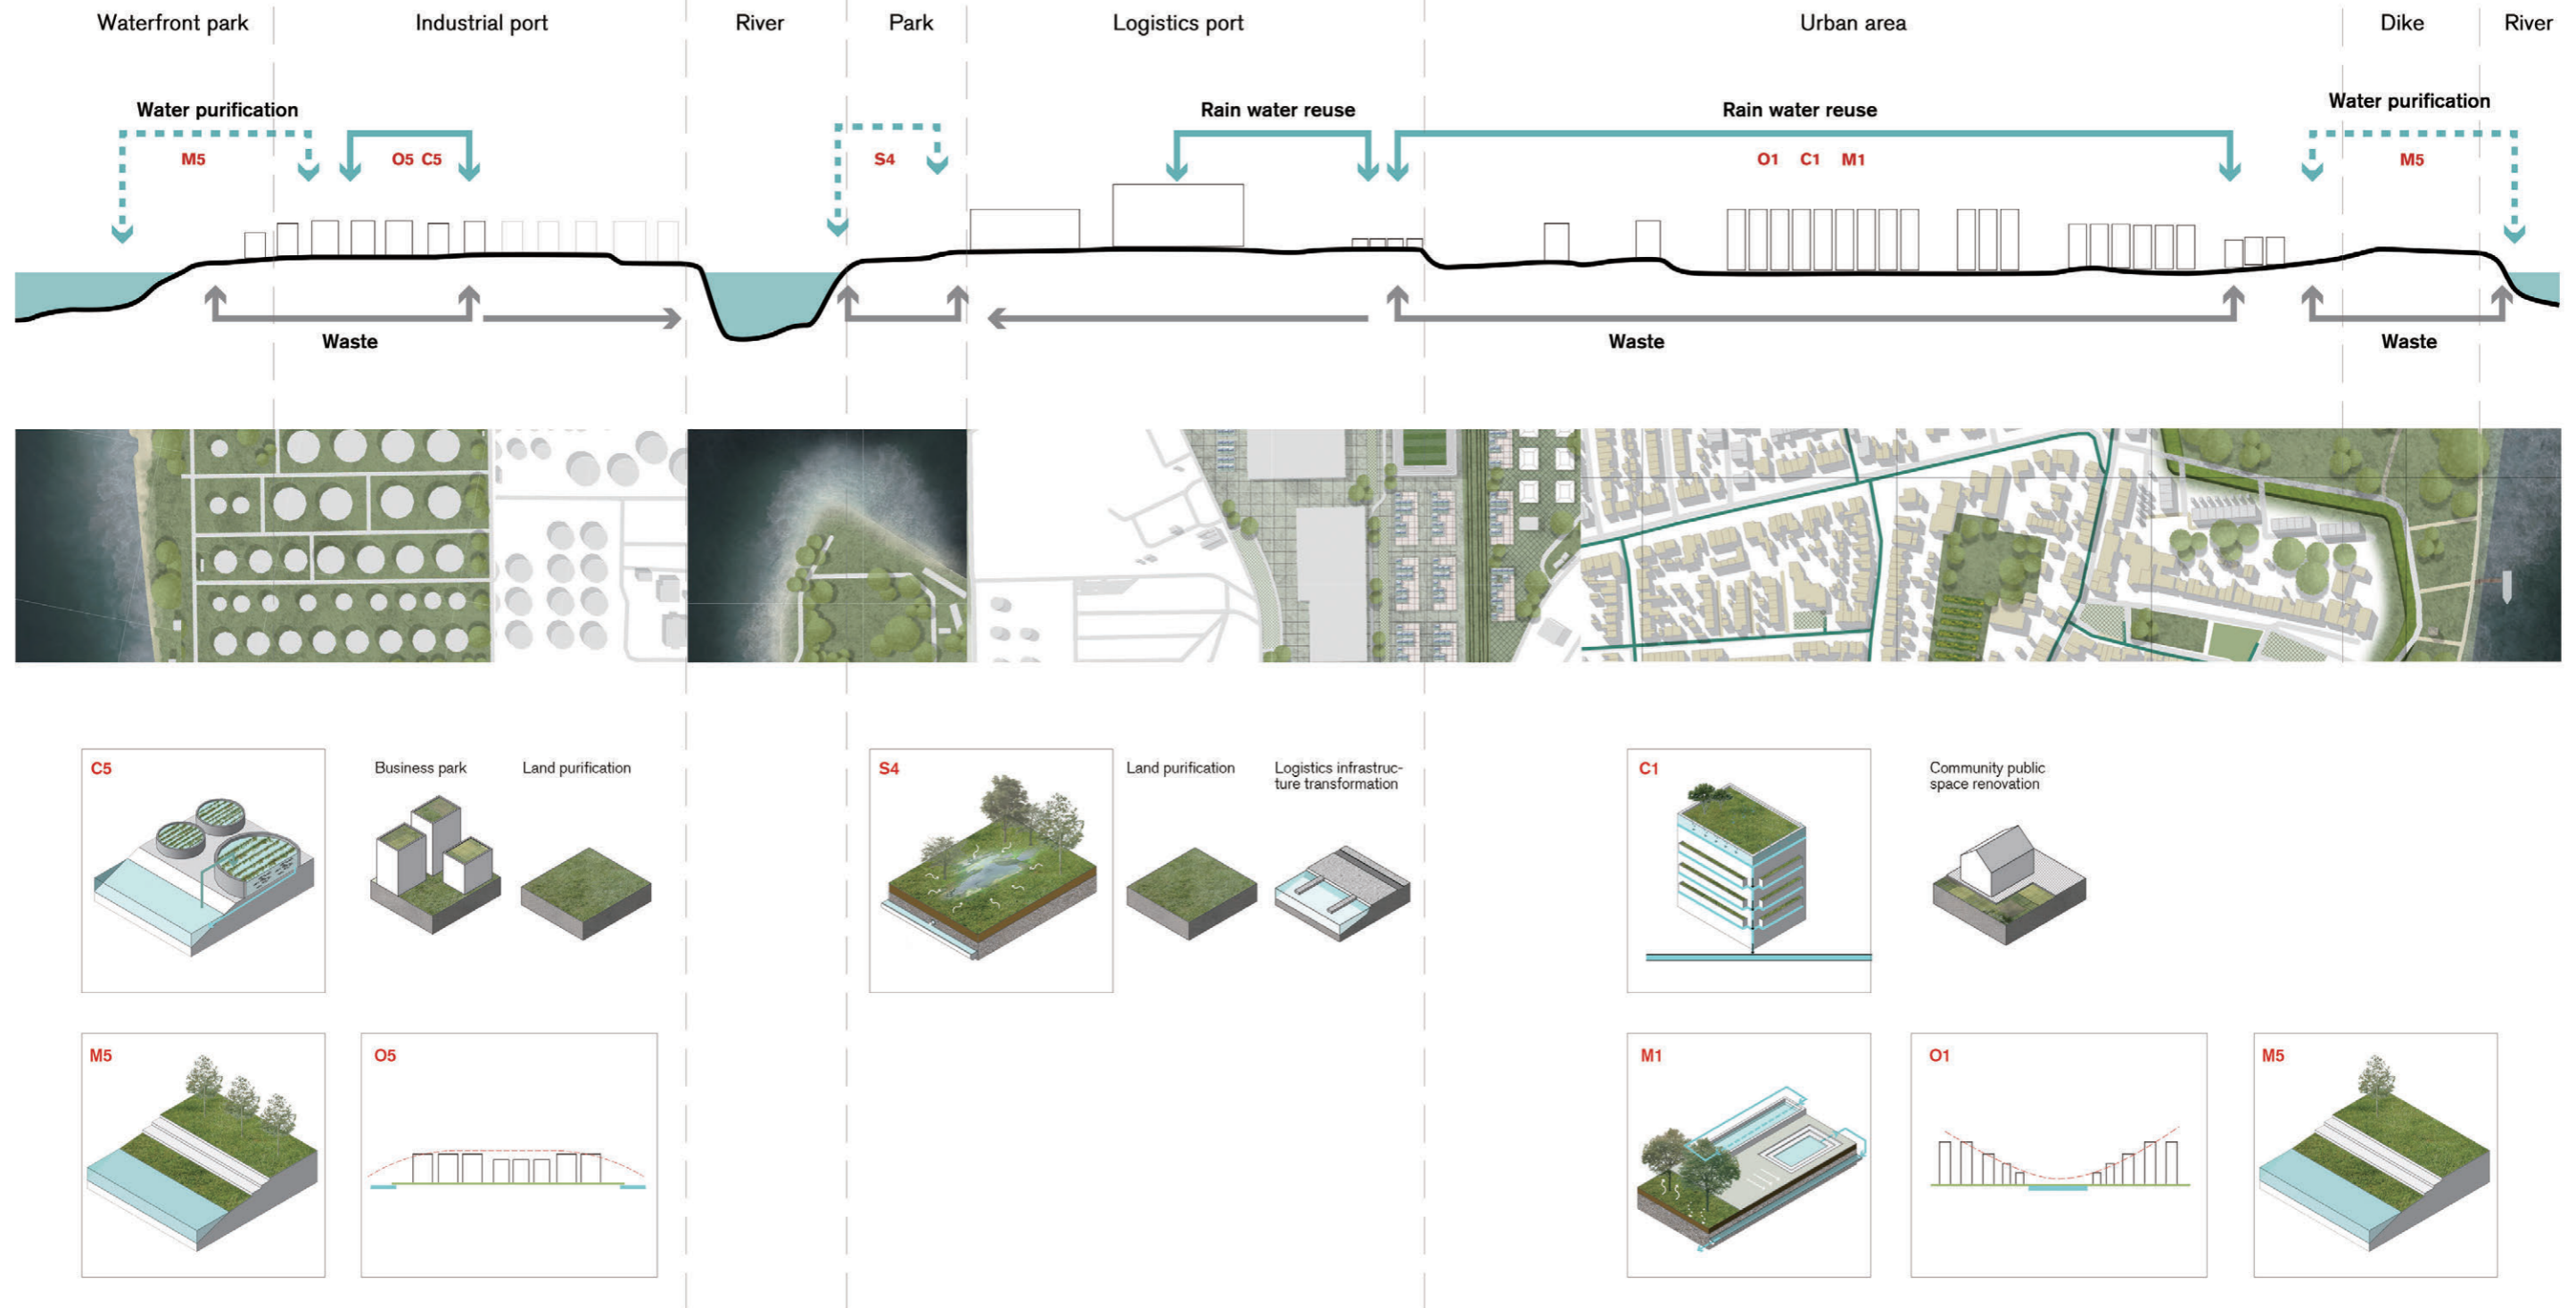 Waterfront park
Industrial port
River
Park
Logistics port
Urban area
Dike
River
Water purification
Rain water reuse
Rain water reuse
Water purification
M5
O5 C5
S4
O1 C1 M1
M5
Waste
Waste
Waste
C5
Business park
Land purification
S4
Land purification
Logistics infrastruc-
ture transformation
C1
Community public
space renovation
M5
O5
M1
O1
M5